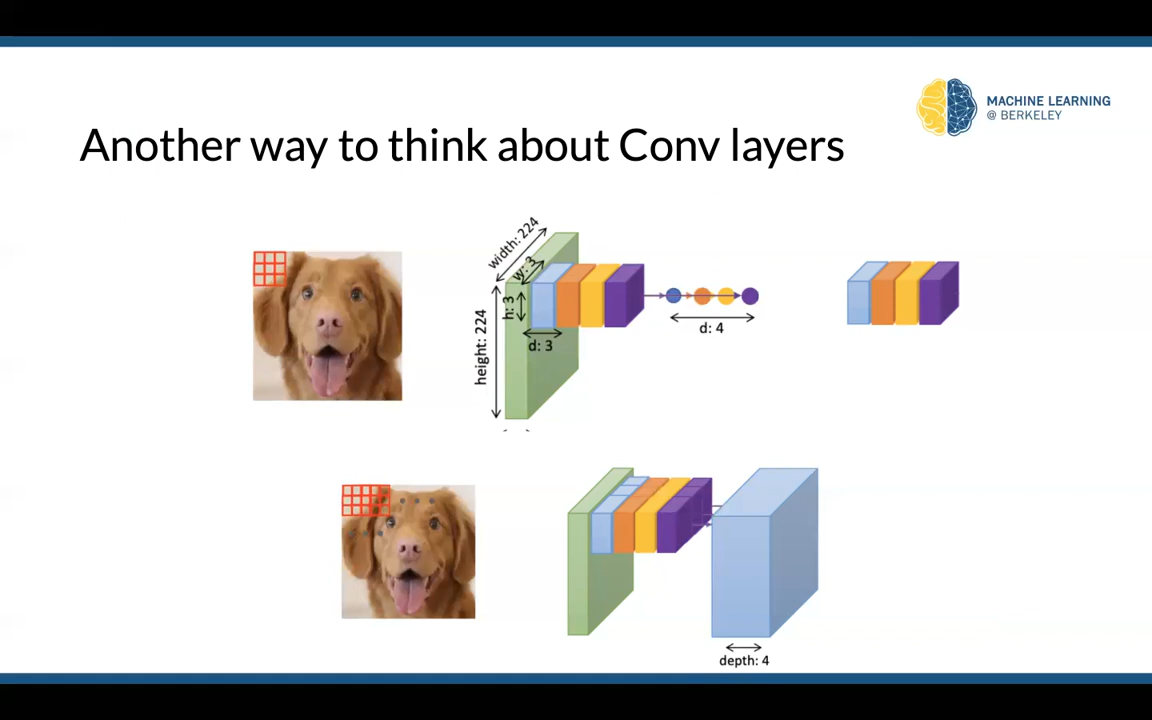 MACHINE LEARNING
@ BERKELEY
Another way to think about Conv layers
width: 224
w: 3
h: 3
height: 224
d: 3
d: 4
depth: 4